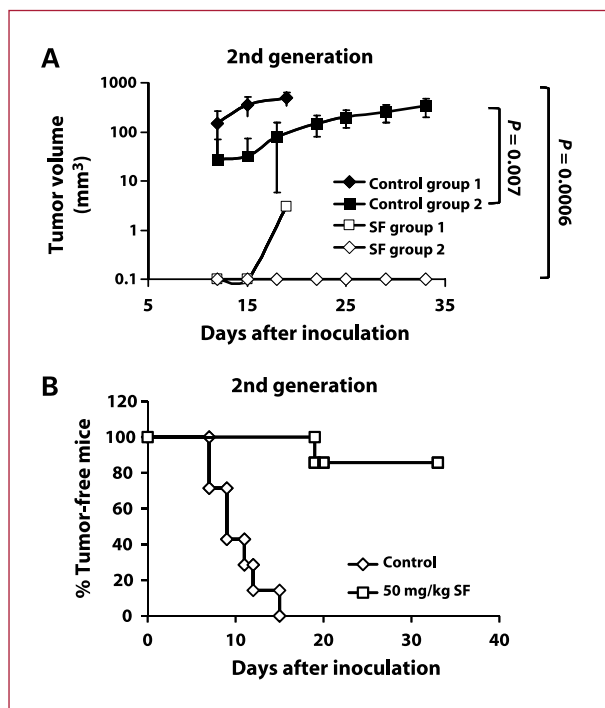 A
2nd generation
1000
100
10
1
0.1
5
15
25
35
Tumor volume
(mm³)
Days after inoculation
Control group 1
Control group 2
SF group 1
SF group 2
P = 0.007
P = 0.0006
B
2nd generation
120
100
80
60
40
20
0
0
10
20
30
40
% Tumor-free mice
Days after inoculation
Control
50 mg/kg SF